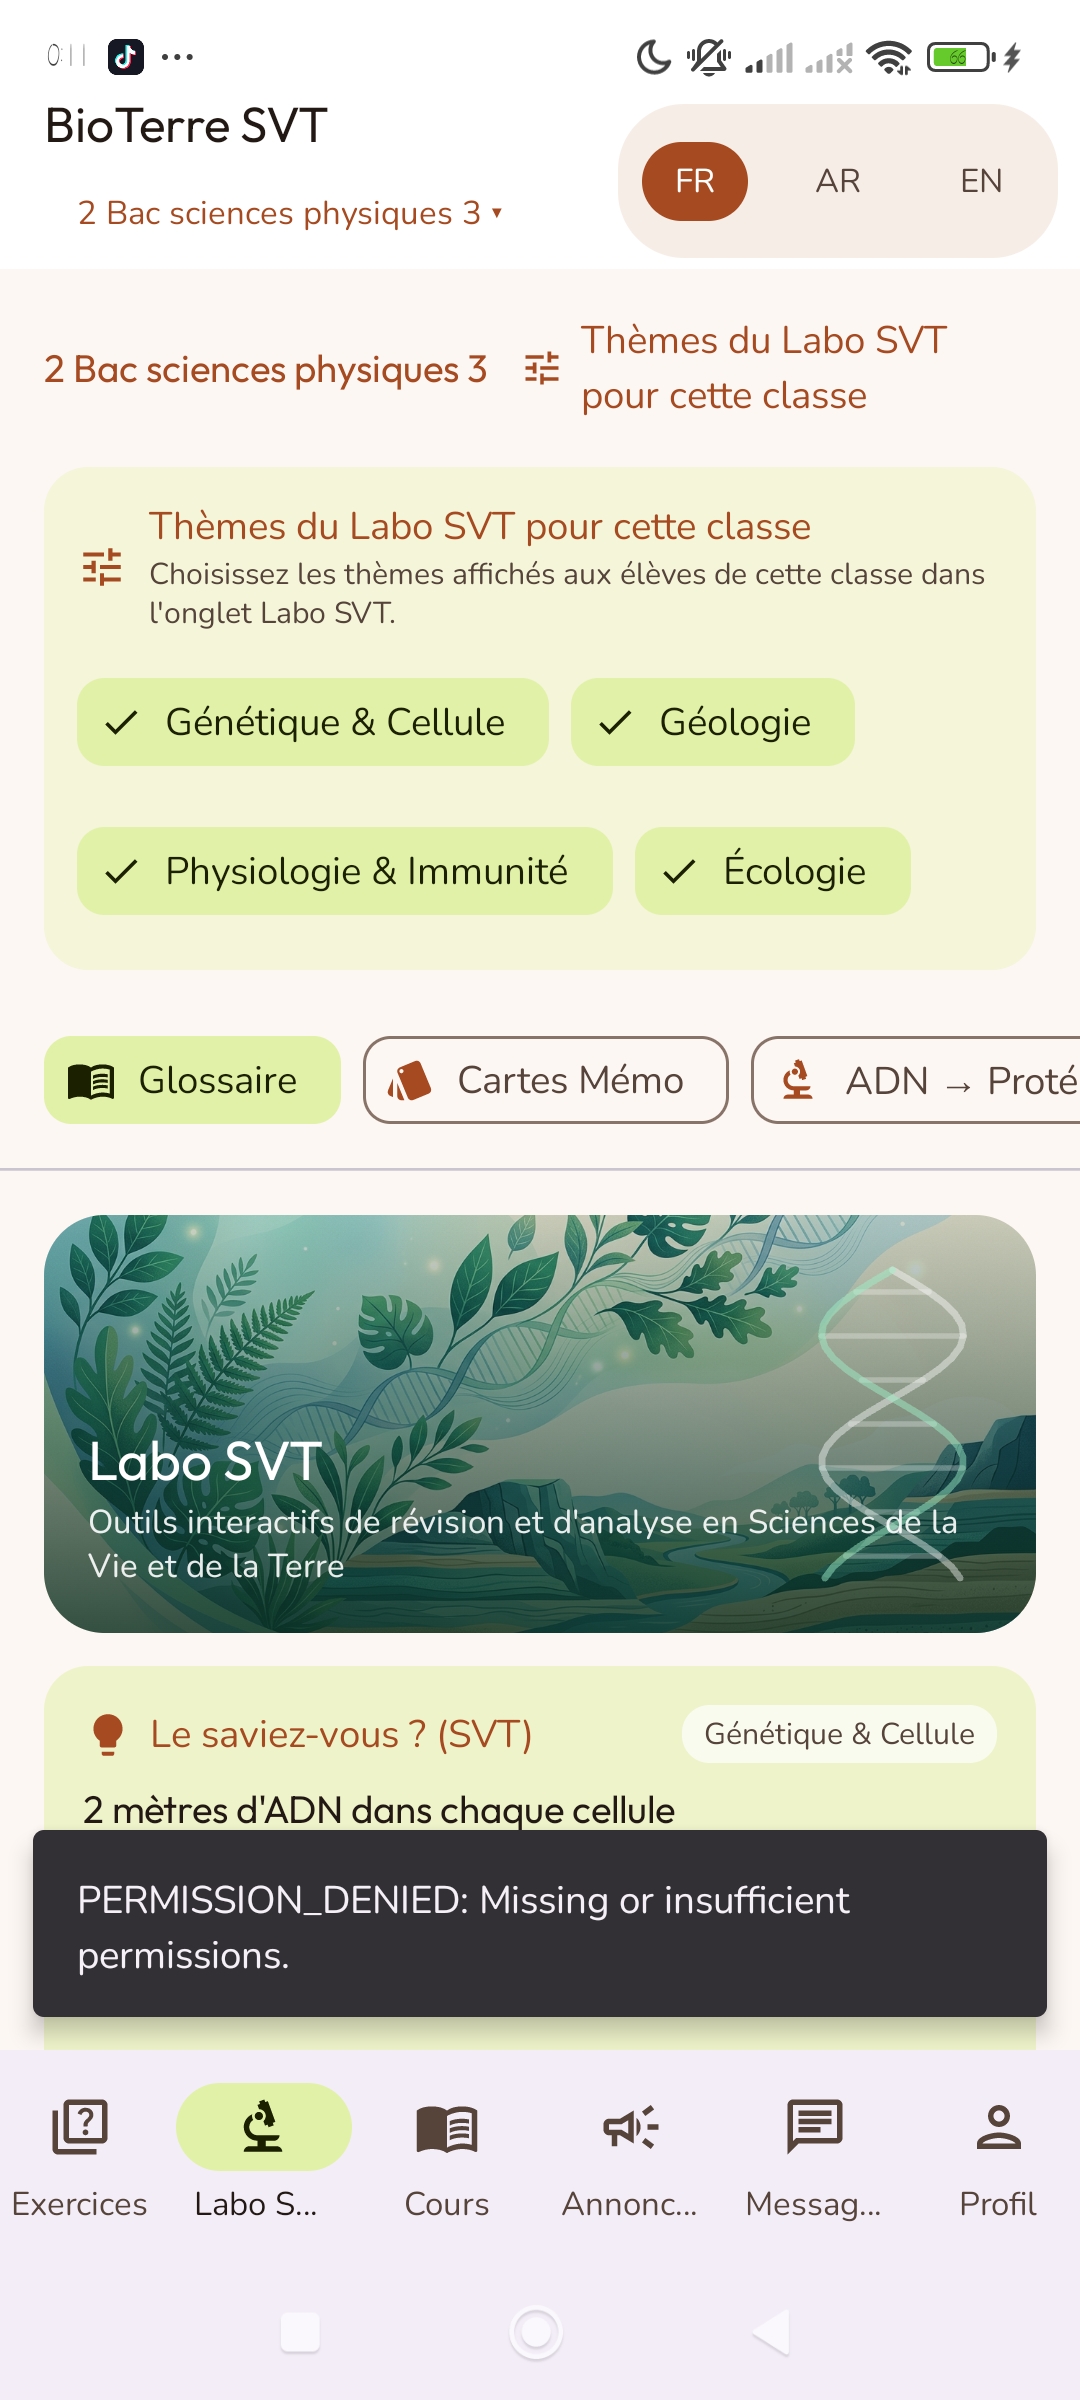 0:11
66
BioTerre SVT
2 Bac sciences physiques 3 ▾
FR AR EN
2 Bac sciences physiques 3
Thèmes du Labo SVT
pour cette classe
Thèmes du Labo SVT pour cette classe
Choisissez les thèmes affichés aux élèves de cette classe dans
l'onglet Labo SVT.
Génétique & Cellule
Géologie
Physiologie & Immunité
Écologie
Glossaire
Cartes Mémo
ADN → Proté
Labo SVT
Outils interactifs de révision et d'analyse en Sciences de la
Vie et de la Terre
Le saviez-vous ? (SVT)
Génétique & Cellule
2 mètres d'ADN dans chaque cellule
PERMISSION_DENIED: Missing or insufficient
permissions.
Exercices
Labo S...
Cours
Annonc...
Messag...
Profil